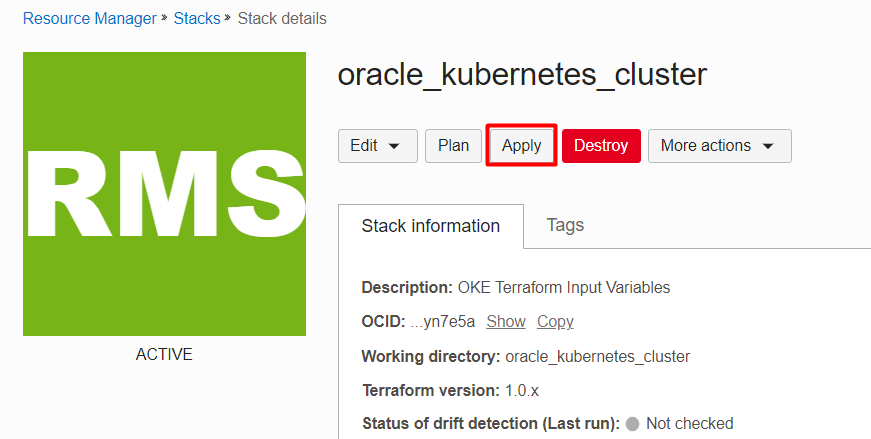 Resource Manager » Stacks » Stack details
RMS
ACTIVE
oracle_kubernetes_cluster
Edit Plan Apply Destroy More actions
Stack information Tags
Description: OKE Terraform Input Variables
OCID: ...yn7e5a Show Copy
Working directory: oracle_kubernetes_cluster
Terraform version: 1.0.x
Status of drift detection (Last run): Not checked